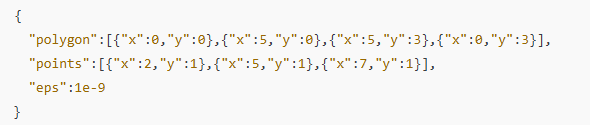 {
  "polygon":[{"x":0,"y":0},{"x":5,"y":0},{"x":5,"y":3},{"x":0,"y":3}],
  "points":[{"x":2,"y":1},{"x":5,"y":1},{"x":7,"y":1}],
  "eps":1e-9
}